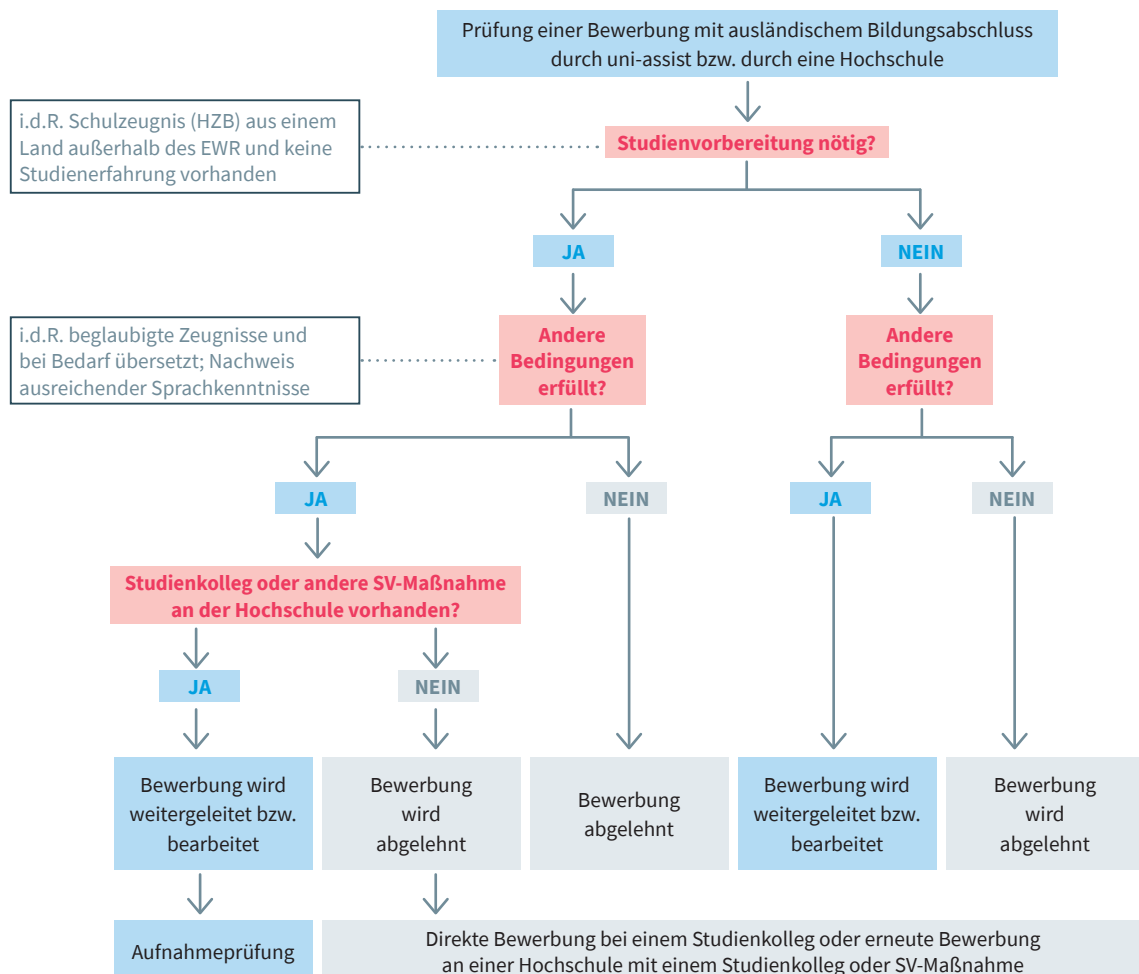 Prüfung einer Bewerbung mit ausländischem Bildungsabschluss
durch uni-assist bzw. durch eine Hochschule
i.d.R. Schulzeugnis (HZB) aus einem
Land außerhalb des EWR und keine
Studienerfahrung vorhanden
Studienvorbereitung nötig?
JA
NEIN
i.d.R. beglaubigte Zeugnisse und
bei Bedarf übersetzt; Nachweis
ausreichender Sprachkenntnisse
Andere
Bedingungen
erfüllt?
Andere
Bedingungen
erfüllt?
JA
NEIN
JA
NEIN
Studienkolleg oder andere SV-Maßnahme
an der Hochschule vorhanden?
JA
NEIN
Bewerbung wird
weitergeleitet bzw.
bearbeitet
Bewerbung
wird
abgelehnt
Bewerbung
abgelehnt
Bewerbung wird
weitergeleitet bzw.
bearbeitet
Bewerbung
wird
abgelehnt
Aufnahmeprüfung
Direkte Bewerbung bei einem Studienkolleg oder erneute Bewerbung
an einer Hochschule mit einem Studienkolleg oder SV-Maßnahme